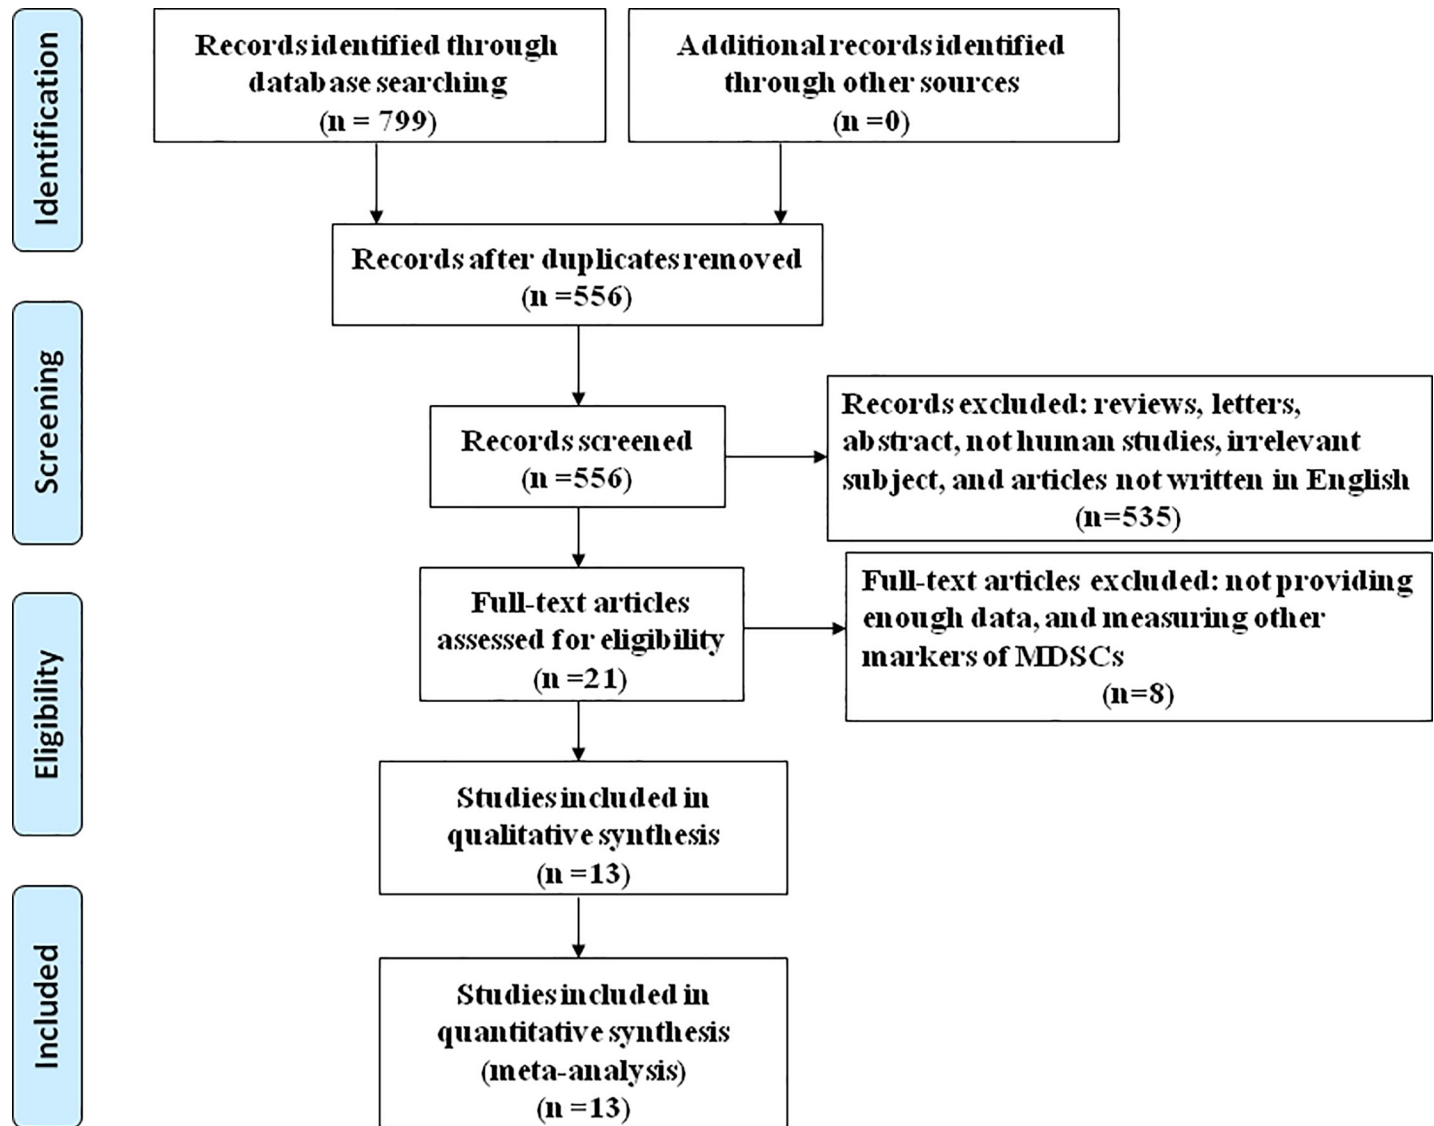 Identification
Records identified through
database searching
(n = 799)
Additional records identified
through other sources
(n =0)
Records after duplicates removed
(n =556)
Screening
Records screened
(n =556)
Records excluded: reviews, letters,
abstract, not human studies, irrelevant
subject, and articles not written in English
(n=535)
Eligibility
Full-text articles
assessed for eligibility
(n =21)
Full-text articles excluded: not providing
enough data, and measuring other
markers of MDSCs
(n=8)
Studies included in
qualitative synthesis
(n =13)
Included
Studies included in
quantitative synthesis
(meta-analysis)
(n =13)